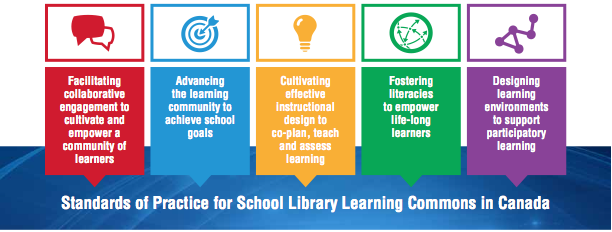 Facilitating
collaborative
engagement to
cultivate and
empower a
community of
learners
Advancing
the learning
community to
achieve school
goals
Cultivating
effective
instructional
design to
co-plan, teach
and assess
learning
Fostering
literacies
to empower
life-long
learners
Designing
learning
environments
to support
participatory
learning
Standards of Practice for School Library Learning Commons in Canada